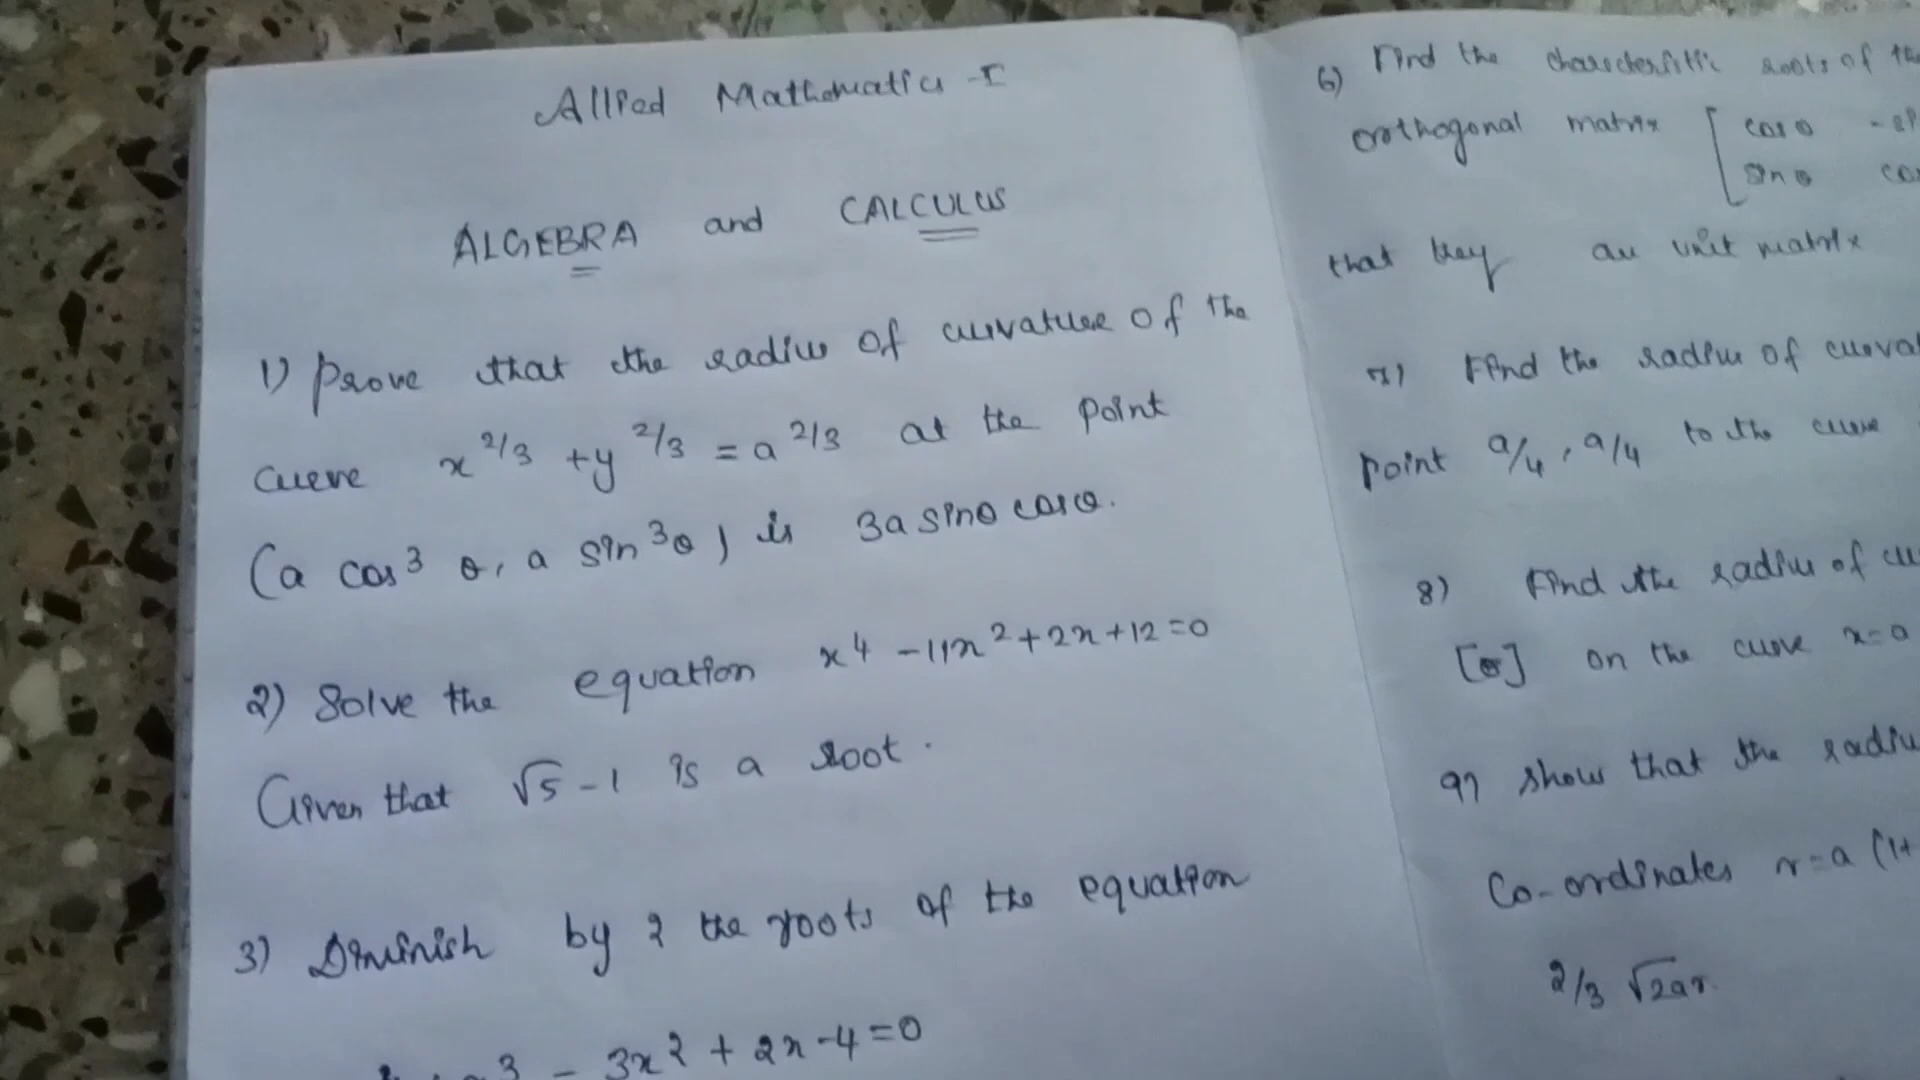 Allied Mathematics - I
ALGEBRA and CALCULUS
1) Prove that the radius of curvature of the
curve x^2/3 + y^2/3 = a^2/3 at the point
(a cos^3 θ, a sin^3 θ) is 3a sinθ cosθ.
2) Solve the equation x^4 - 11x^2 + 2x + 12 = 0
Given that √5 - 1 is a root.
3) Diminish by 2 the roots of the equation
- 3x^2 + 2x - 4 = 0
6) Find the characteristic roots of the
orthogonal matrix [ cos θ
sin θ
that they are unit matrix
7) Find the radius of
point a/4, a/4 to the curve
8) Find the radius of
[θ] on the curve x = a
9) Show that the
Co-ordinates r = a (1+
2/3 √2ar.